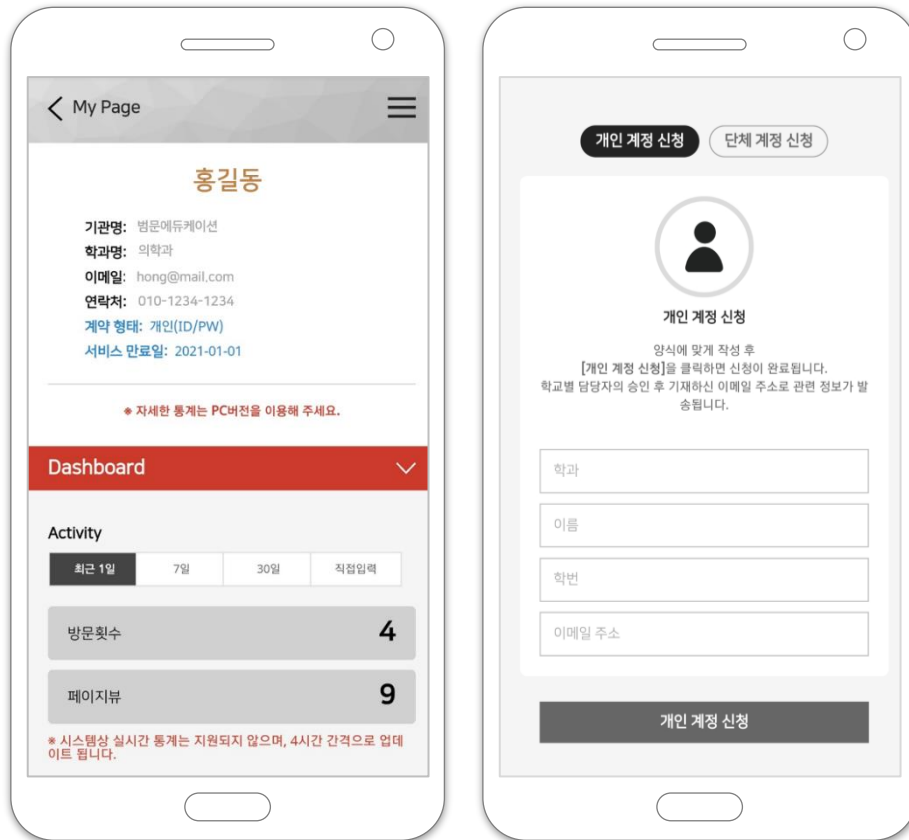 My Page
홍길동
기관명: 범문에듀케이션
학과명: 의학과
이메일: hong@mail.com
연락처: 010-1234-1234
계약 형태: 개인(ID/PW)
서비스 만료일: 2021-01-01
※ 자세한 통계는 PC버전을 이용해 주세요.
Dashboard
Activity
최근 1일 7일 30일 직접입력
방문횟수 4
페이지뷰 9
※ 시스템상 실시간 통계는 지원되지 않으며, 4시간 간격으로 업데
이트 됩니다.
개인 계정 신청 단체 계정 신청
개인 계정 신청
양식에 맞게 작성 후
[개인 계정 신청]을 클릭하면 신청이 완료됩니다.
학교별 담당자의 승인 후 기재하신 이메일 주소로 관련 정보가 발
송됩니다.
학과
이름
학번
이메일 주소
개인 계정 신청